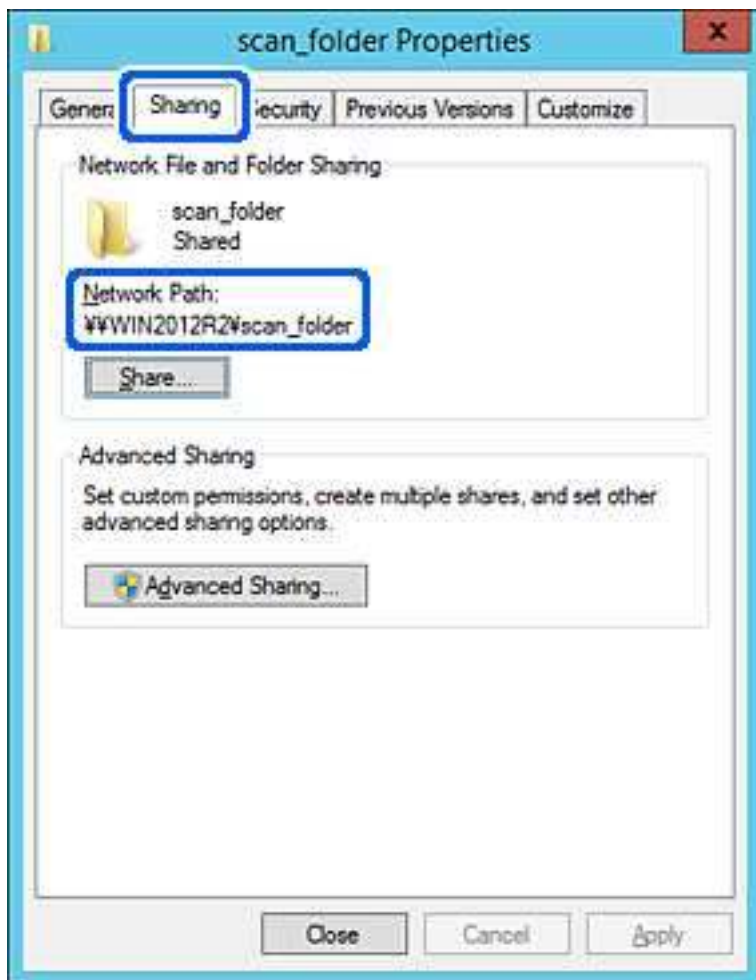 scan_folder Properties
x
Genera Sharing ecurity Previous Versions Customize
Network File and Folder Sharing
scan_folder
Shared
Network Path:
¥¥WIN2012R2¥scan_folder
Share...
Advanced Sharing
Set custom permissions, create multiple shares, and set other
advanced sharing options.
Advanced Sharing...
Close Cancel Apply